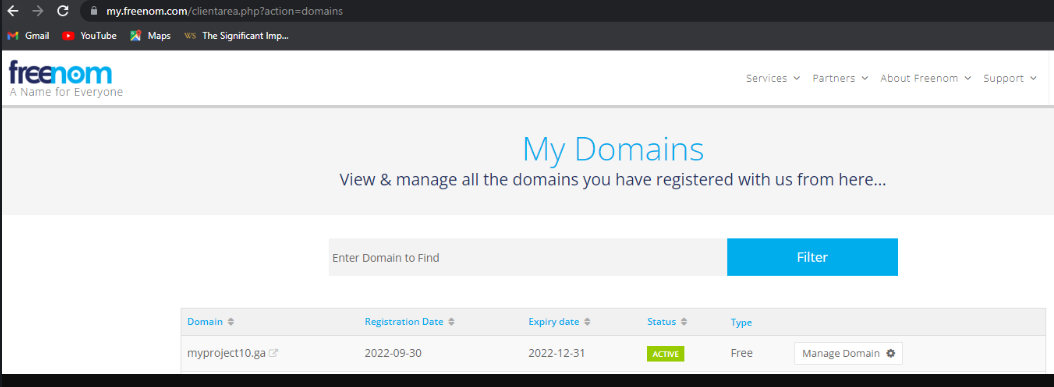 my.freenom.com/clientarea.php?action=domains
Gmail YouTube Maps WS The Significant Imp...
freenom
A Name for Everyone
Services Partners About Freenom Support
My Domains
View & manage all the domains you have registered with us from here...
Enter Domain to Find Filter
Domain Registration Date Expiry date Status Type
myproject10.ga 2022-09-30 2022-12-31 ACTIVE Free Manage Domain